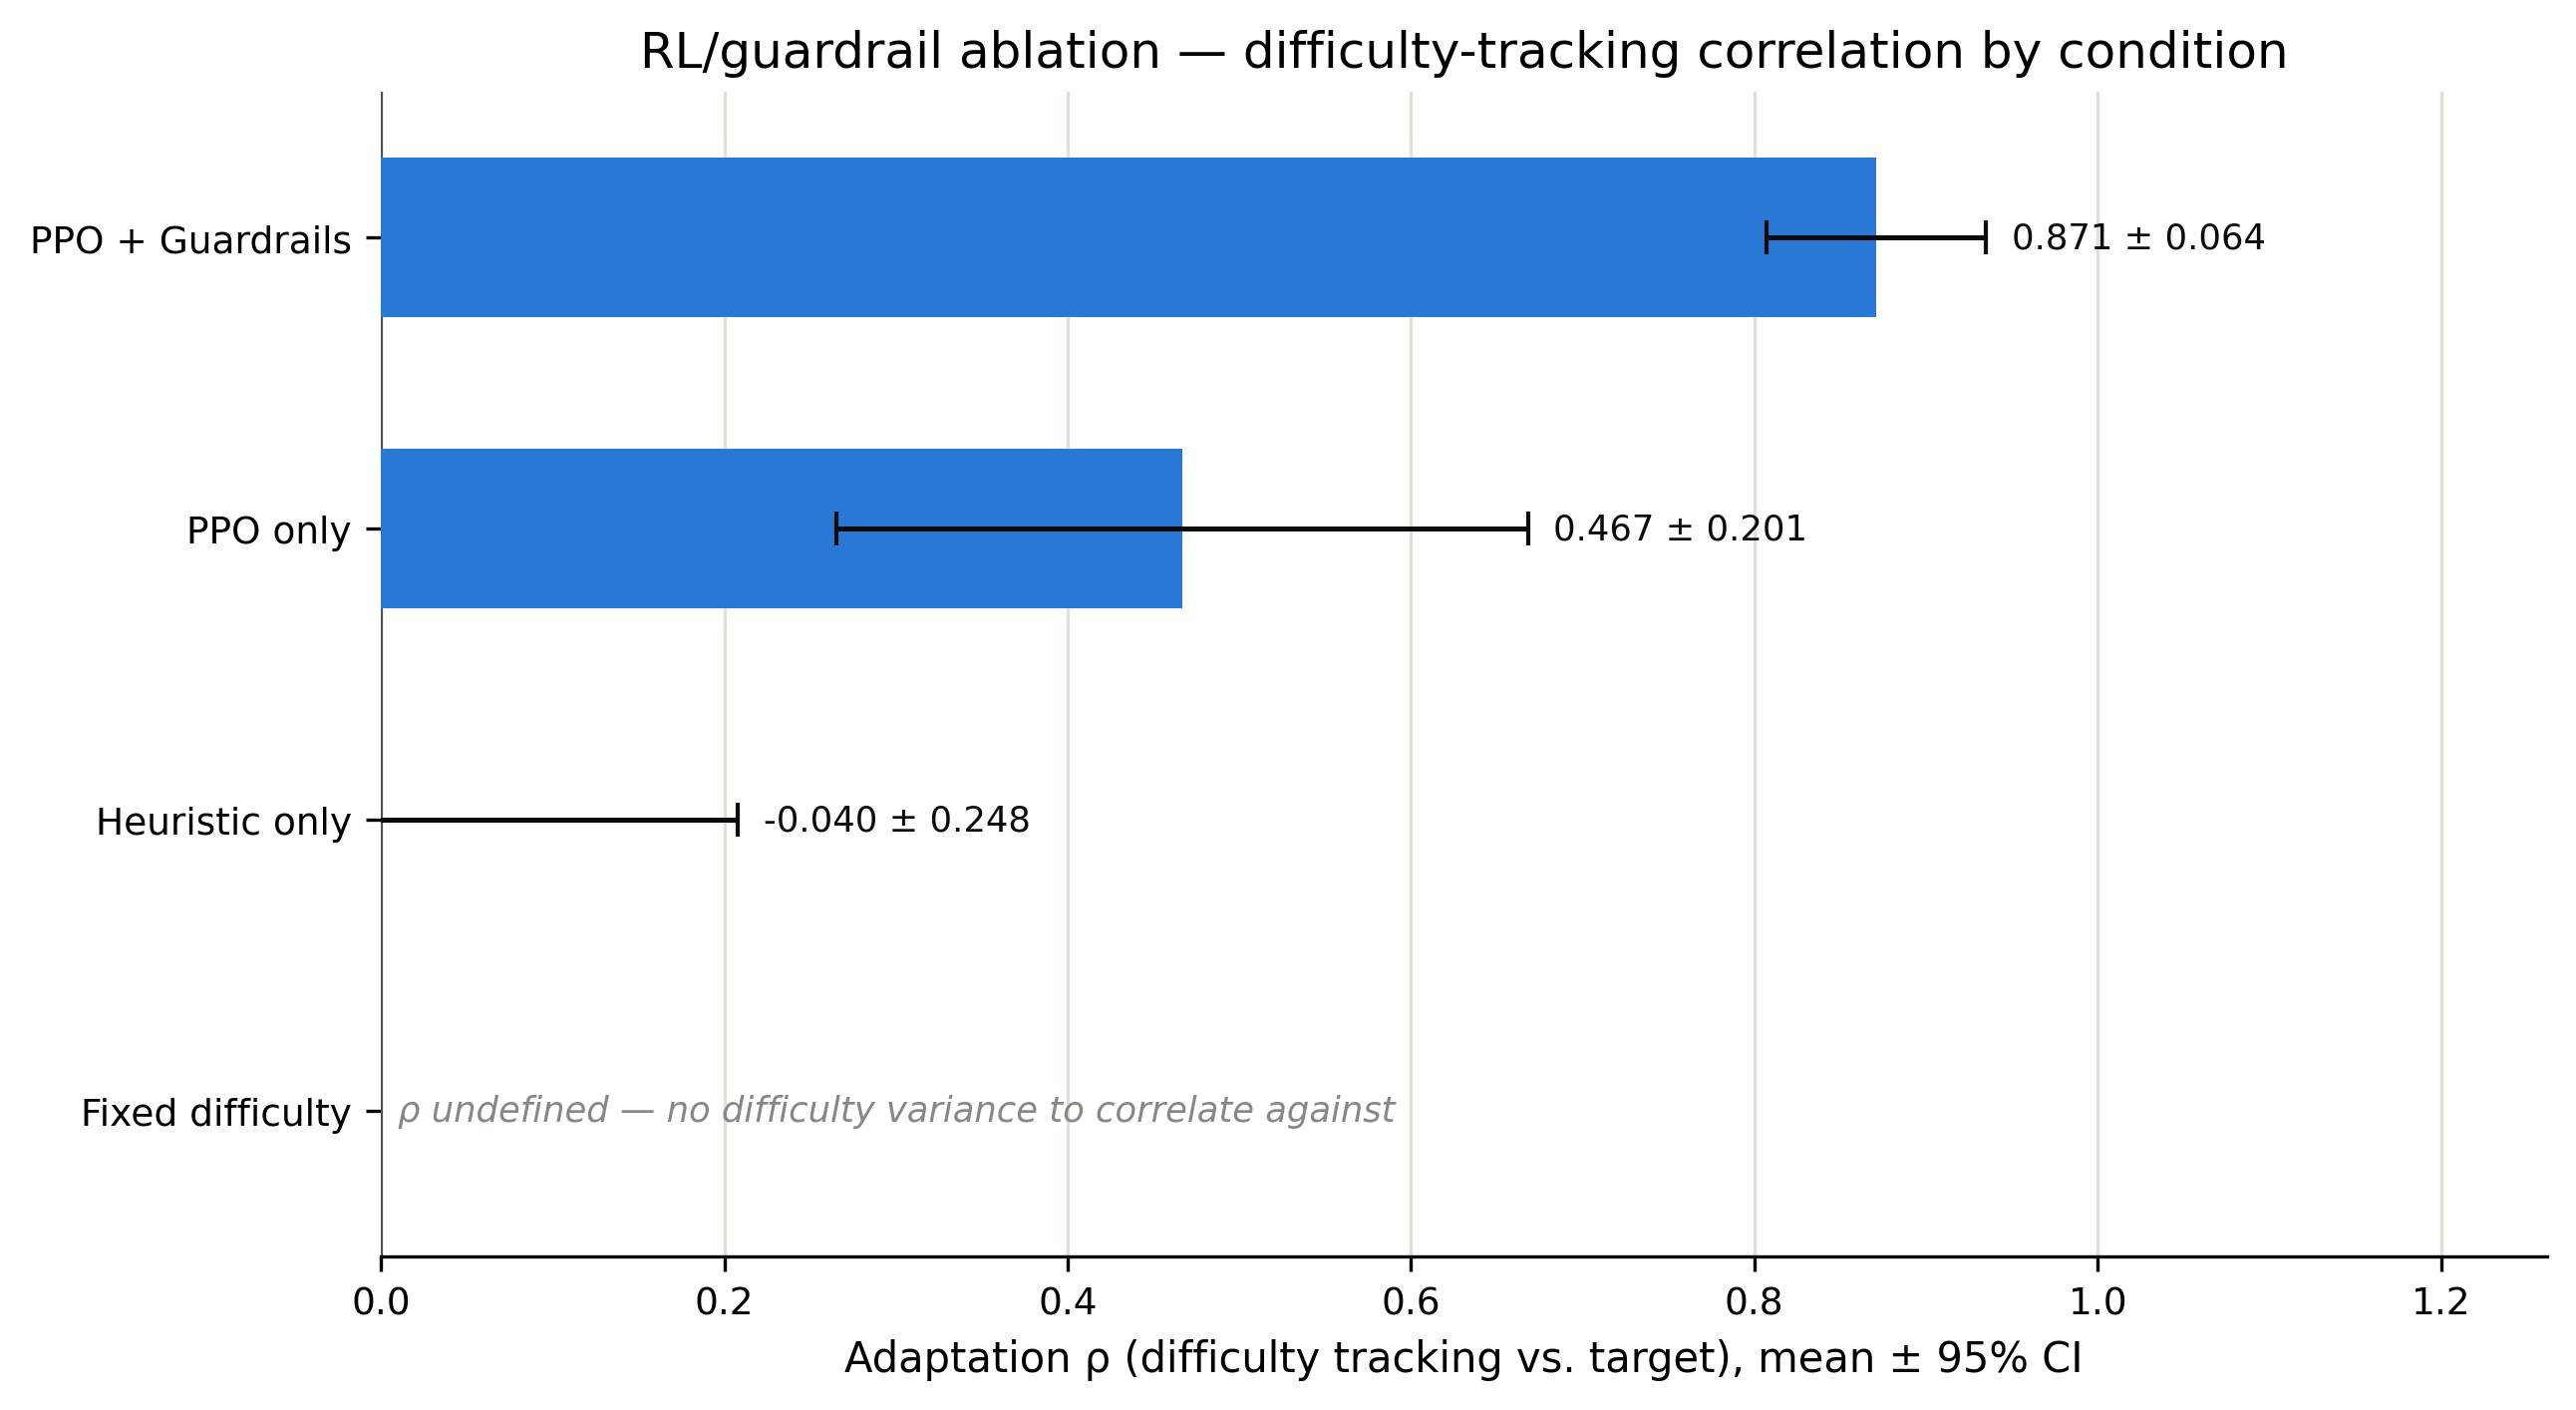 RL/guardrail ablation — difficulty-tracking correlation by condition
PPO + Guardrails
0.871 ± 0.064
PPO only
0.467 ± 0.201
Heuristic only
-0.040 ± 0.248
Fixed difficulty
ρ undefined — no difficulty variance to correlate against
0.0 0.2 0.4 0.6 0.8 1.0 1.2
Adaptation ρ (difficulty tracking vs. target), mean ± 95% CI